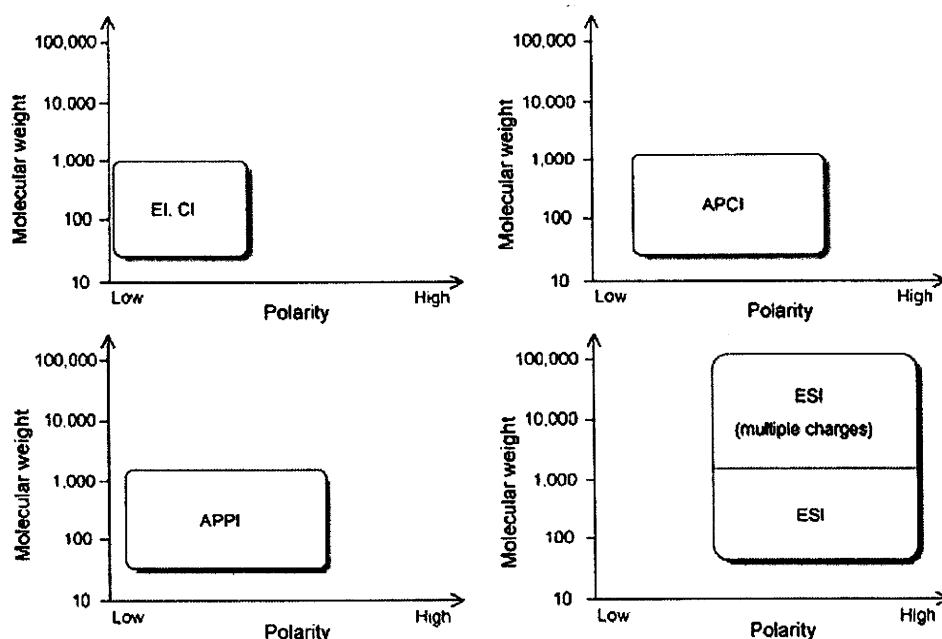 Molecular weight
100,000
10.000
1.000
100
10
EI. CI
Low
High
Polarity
Molecular weight
100,000
10.000
1,000
100
10
APCI
Low
High
Polarity
Molecular weight
100,000
10.000
1.000
100
10
APPI
Low
High
Polarity
Molecular weight
100,000
10,000
1.000
100
10
ESI
(multiple charges)
ESI
Low
High
Polarity